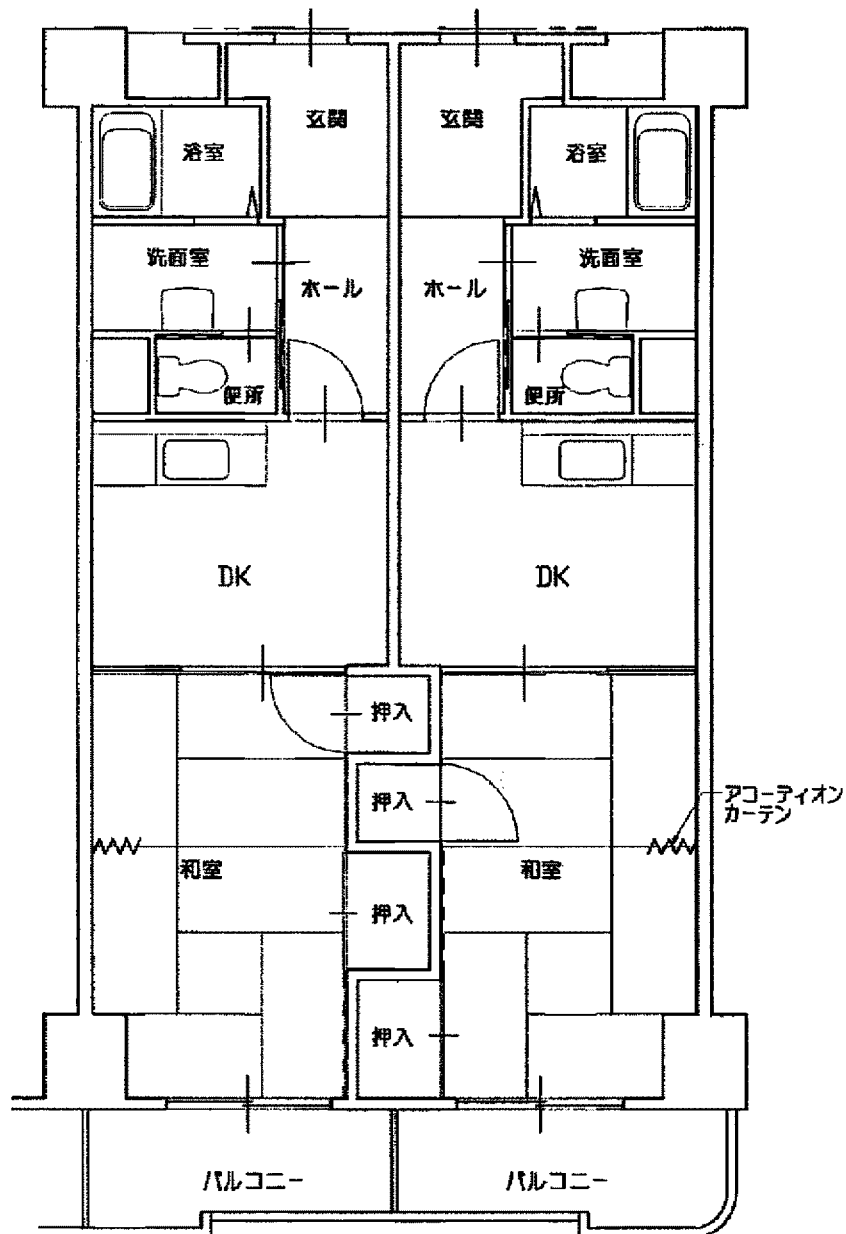 玄関
玄関
浴室
浴室
洗面室
洗面室
ホール
ホール
便所
便所
DK
DK
押入
押入
アコーディオン
カーテン
和室
和室
押入
押入
バルコニー
バルコニー